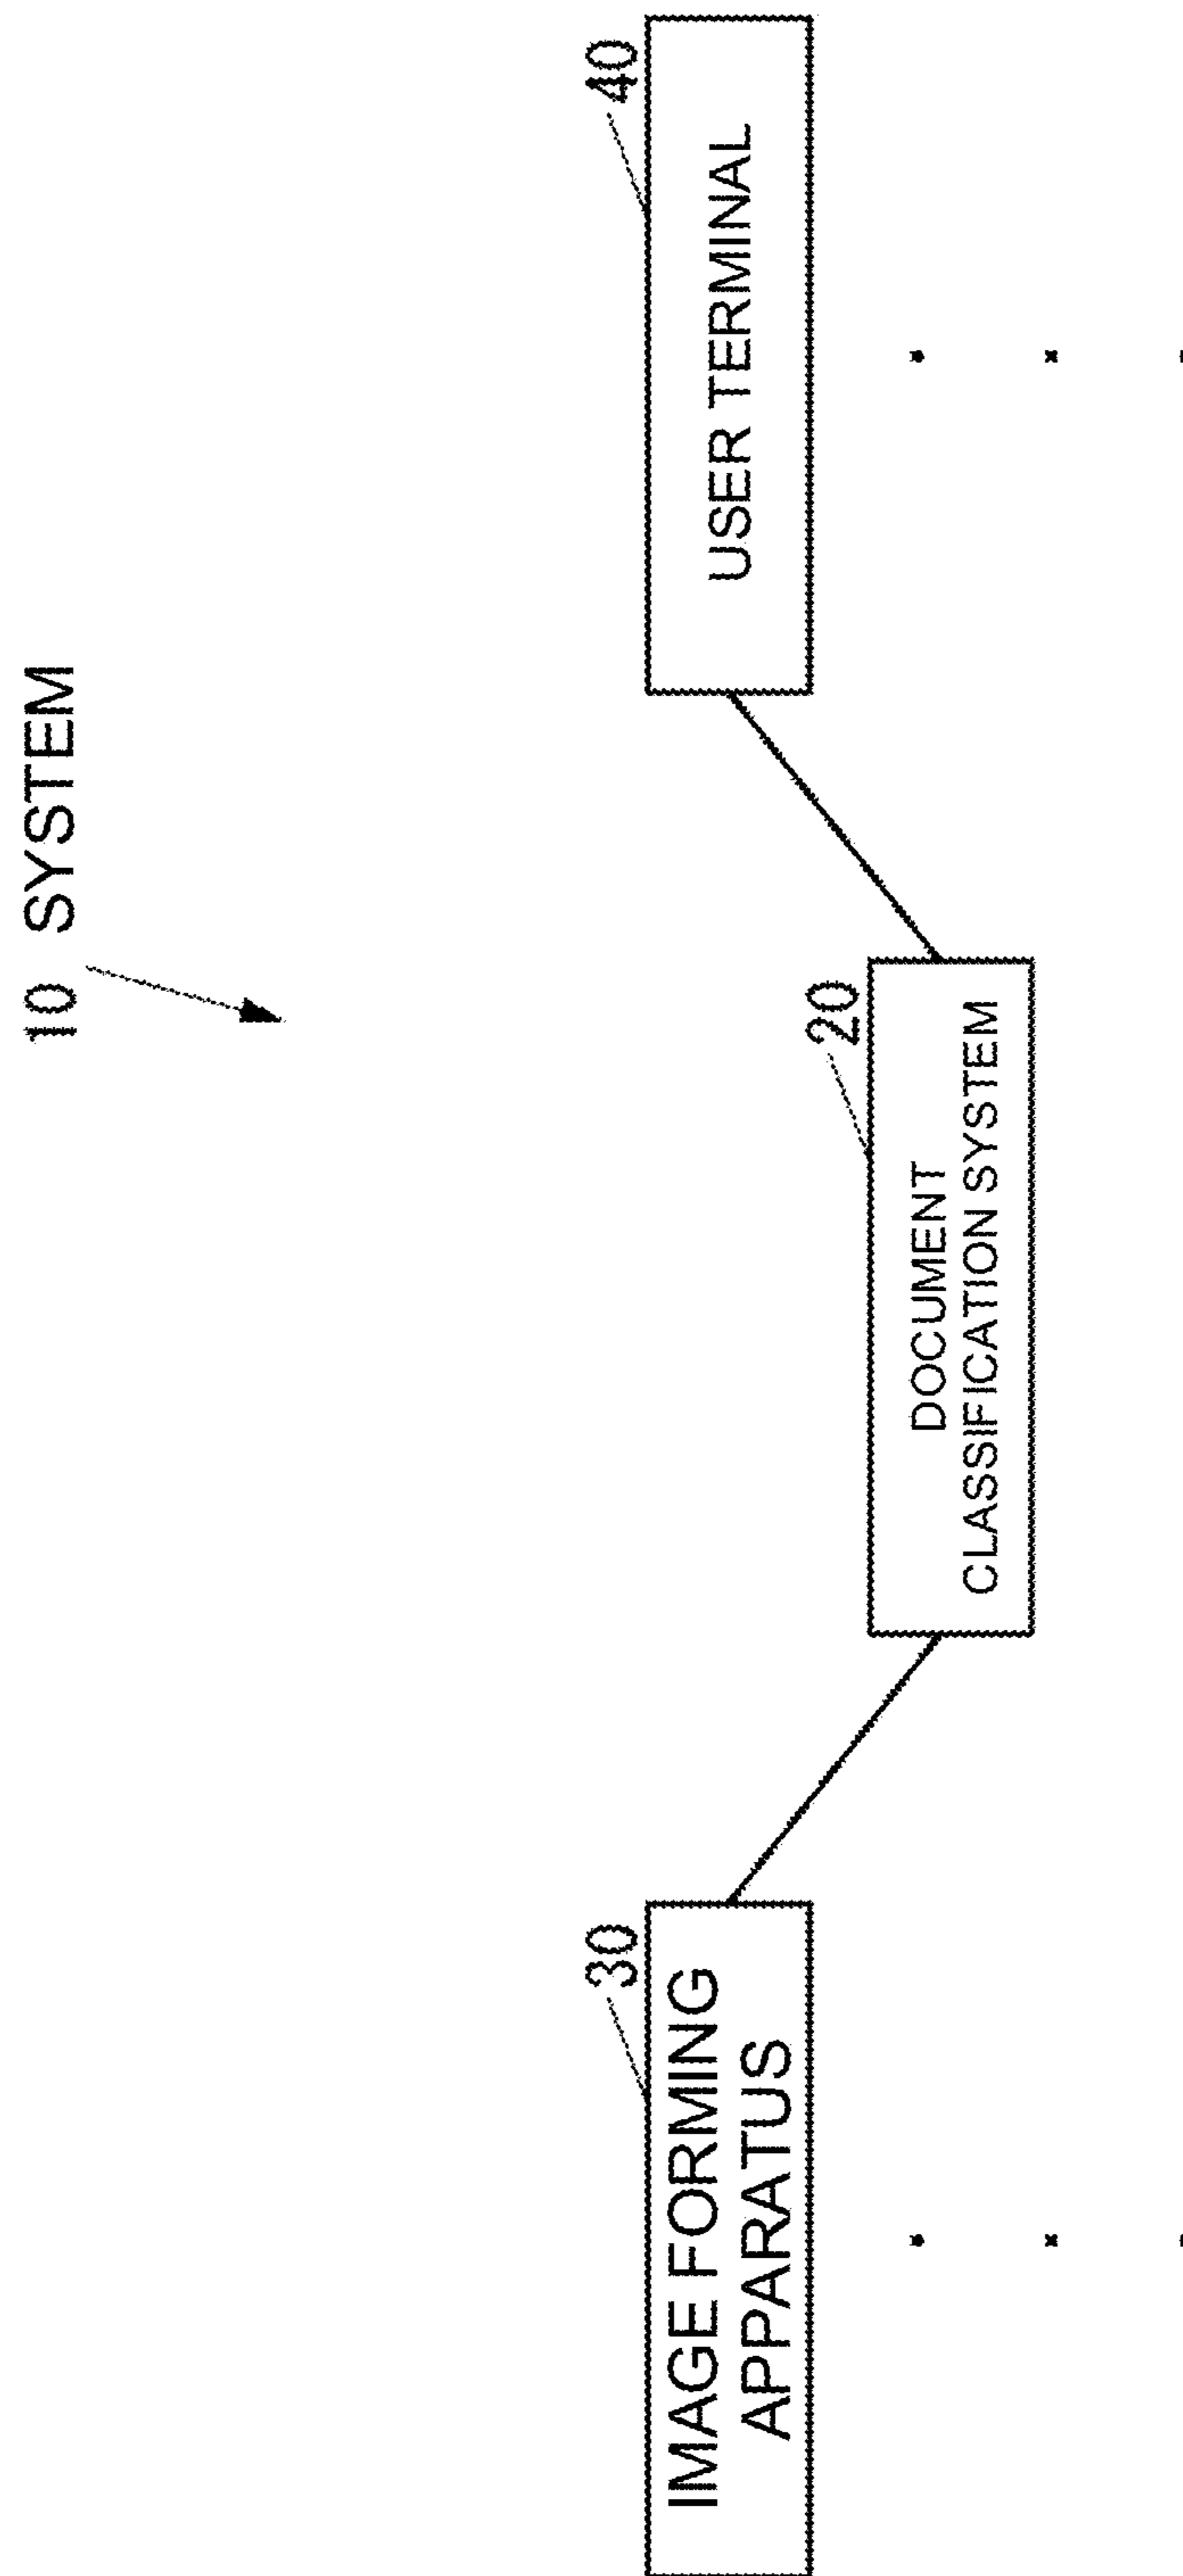 10 SYSTEM
30
IMAGE FORMING
APPARATUS
40
USER TERMINAL
20
DOCUMENT
CLASSIFICATION SYSTEM